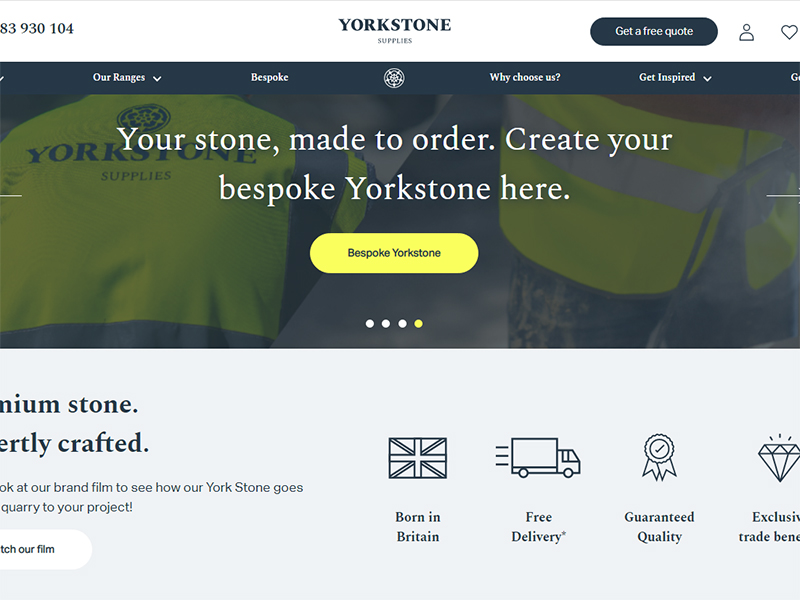 83 930 104
YORKSTONE
SUPPLIES
Get a free quote
Our Ranges
Bespoke
Why choose us?
Get Inspired
YORKSTONE
SUPPLIES
Your stone, made to order. Create your
bespoke Yorkstone here.
Bespoke Yorkstone
mium stone.
ertly crafted.
ok at our brand film to see how our York Stone goes
quarry to your project!
tch our film
Born in
Britain
Free
Delivery*
Guaranteed
Quality
Exclusiv
trade bene